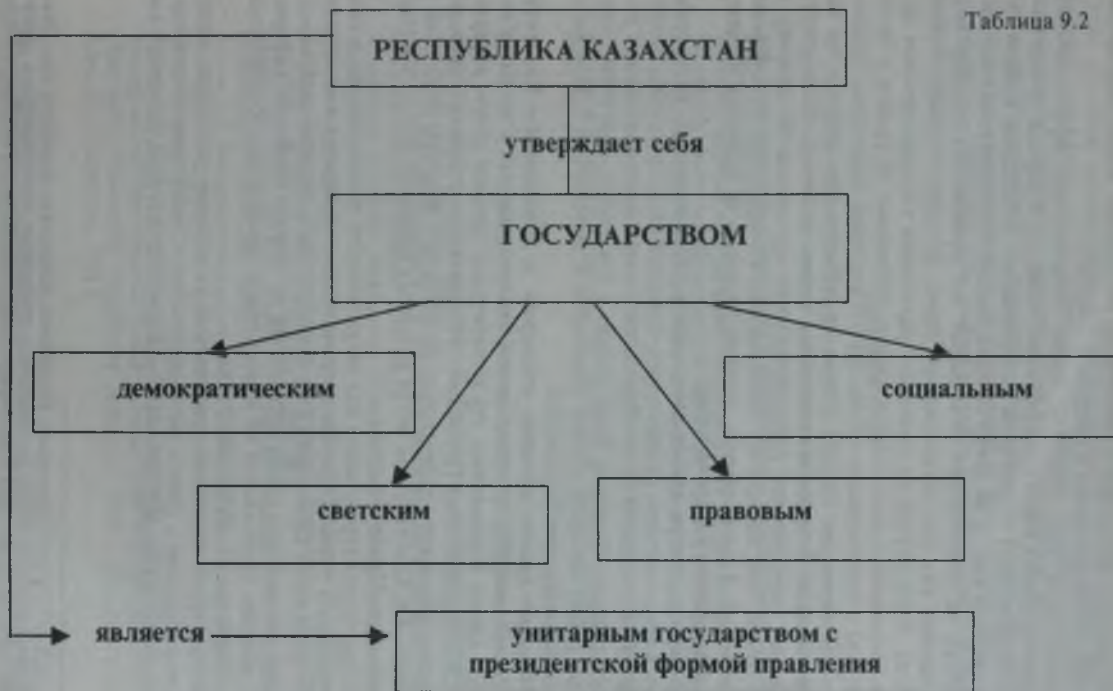 Таблица 9.2
РЕСПУБЛИКА КАЗАХСТАН
утверждает себя
ГОСУДАРСТВОМ
демократическим
социальным
светским
правовым
является
унитарным государством с
президентской формой правления